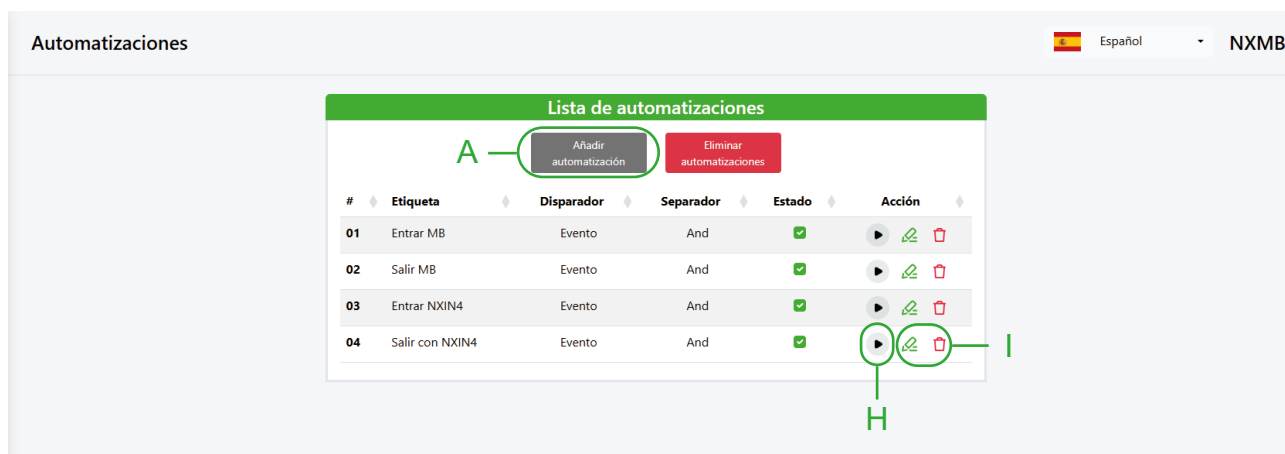 Automatizaciones
Español
NXMB
Lista de automatizaciones
A
Añadir
automatización
Eliminar
automatizaciones
# Etiqueta Disparador Separador Estado Acción
01 Entrar MB Evento And
02 Salir MB Evento And
03 Entrar NXIN4 Evento And
04 Salir con NXIN4 Evento And
I
H